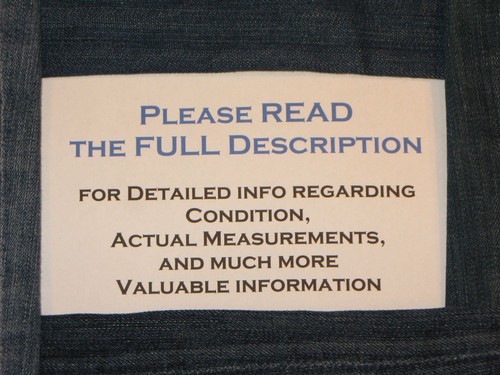 Please READ
the FULL Description
for Detailed info regarding
Condition,
Actual Measurements,
and much more
Valuable information